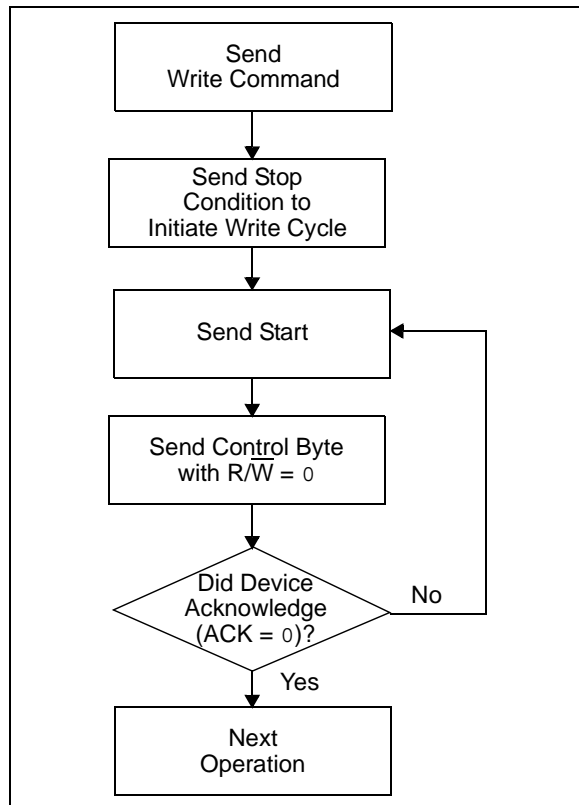 Send
Write Command
Send Stop
Condition to
Initiate Write Cycle
Send Start
Send Control Byte
with R/W̅ = 0
Did Device
Acknowledge
(ACK = 0)?
No
Yes
Next
Operation